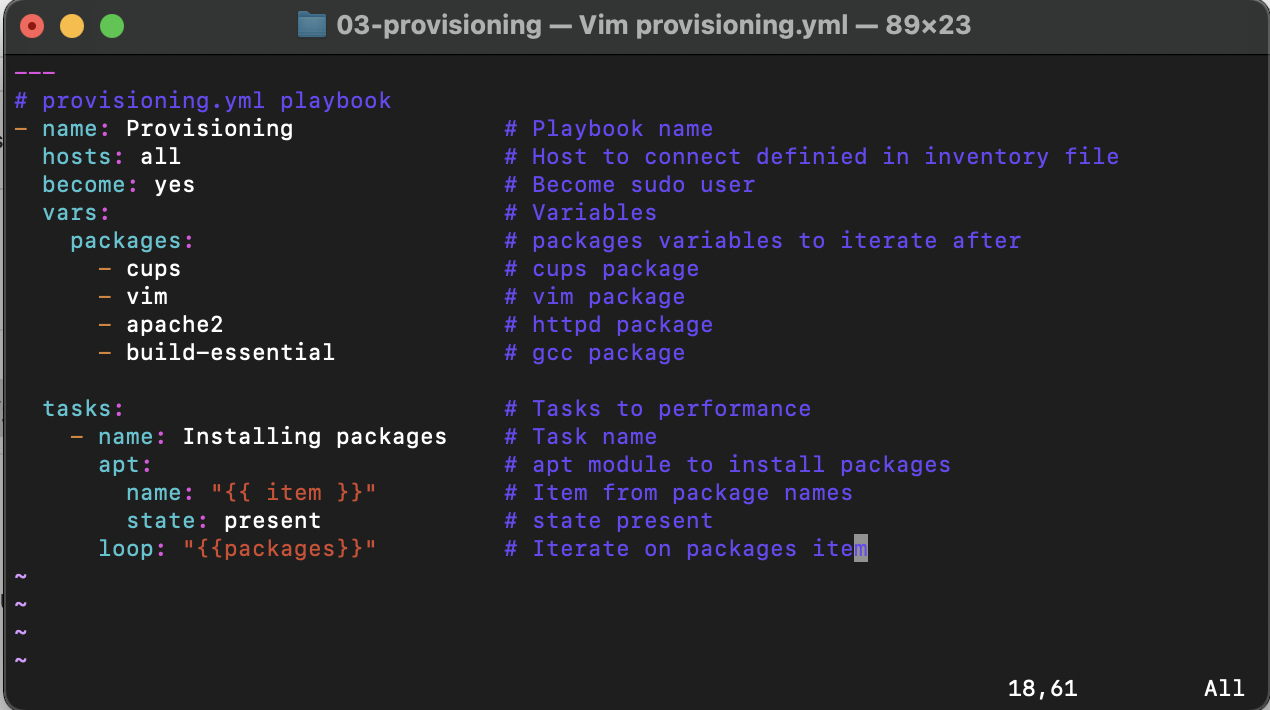 03-provisioning — Vim provisioning.yml — 89×23
---
# provisioning.yml playbook
- name: Provisioning # Playbook name
hosts: all # Host to connect definied in inventory file
become: yes # Become sudo user
vars: # Variables
packages: # packages variables to iterate after
- cups # cups package
- vim # vim package
- apache2 # httpd package
- build-essential # gcc package
tasks: # Tasks to performance
- name: Installing packages # Task name
apt: # apt module to install packages
name: "{{ item }}" # Item from package names
state: present # state present
loop: "{{packages}}" # Iterate on packages item
~
~
~
~
18,61 All